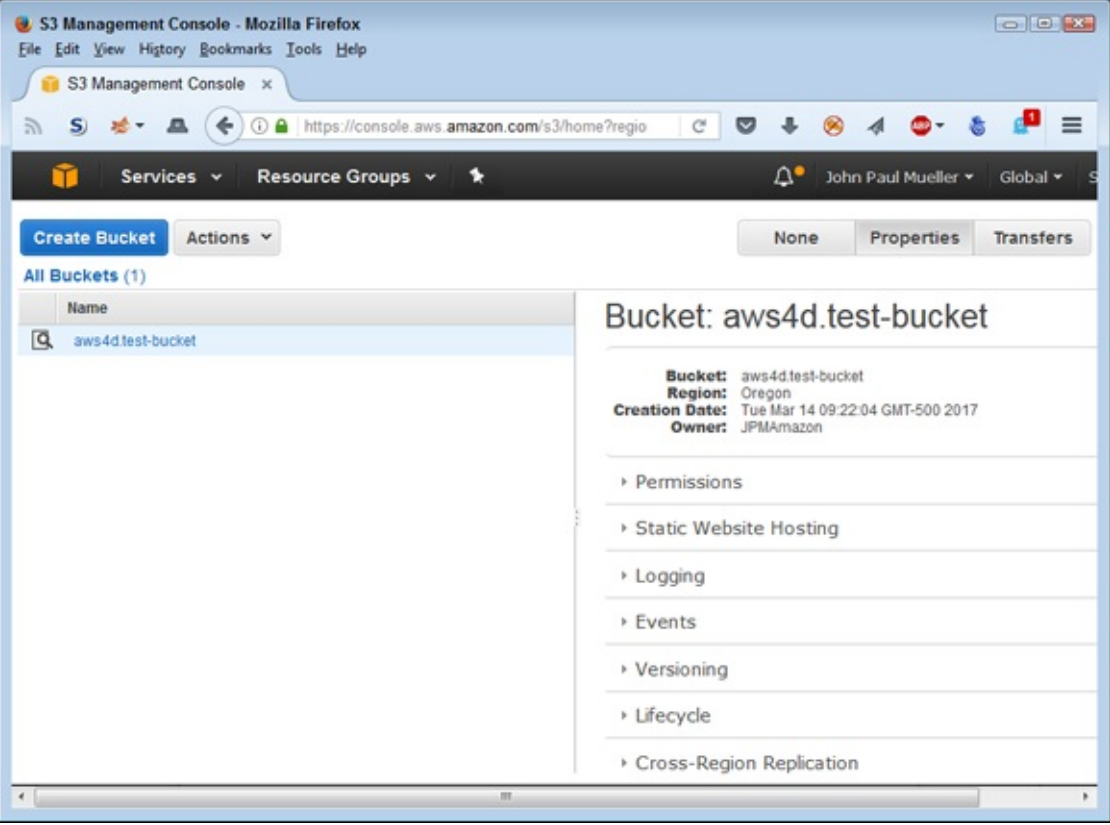 S3 Management Console - Mozilla Firefox
File Edit View History Bookmarks Tools Help
S3 Management Console ×
S https://console.aws.amazon.com/s3/home?regio ABP 1
Services Resource Groups John Paul Mueller Global S
Create Bucket Actions None Properties Transfers
All Buckets (1)
Name
aws4d.test-bucket
Bucket: aws4d.test-bucket
Bucket: aws4d.test-bucket
Region: Oregon
Creation Date: Tue Mar 14 09:22:04 GMT-500 2017
Owner: JPMAmazon
Permissions
Static Website Hosting
Logging
Events
Versioning
Lifecycle
Cross-Region Replication